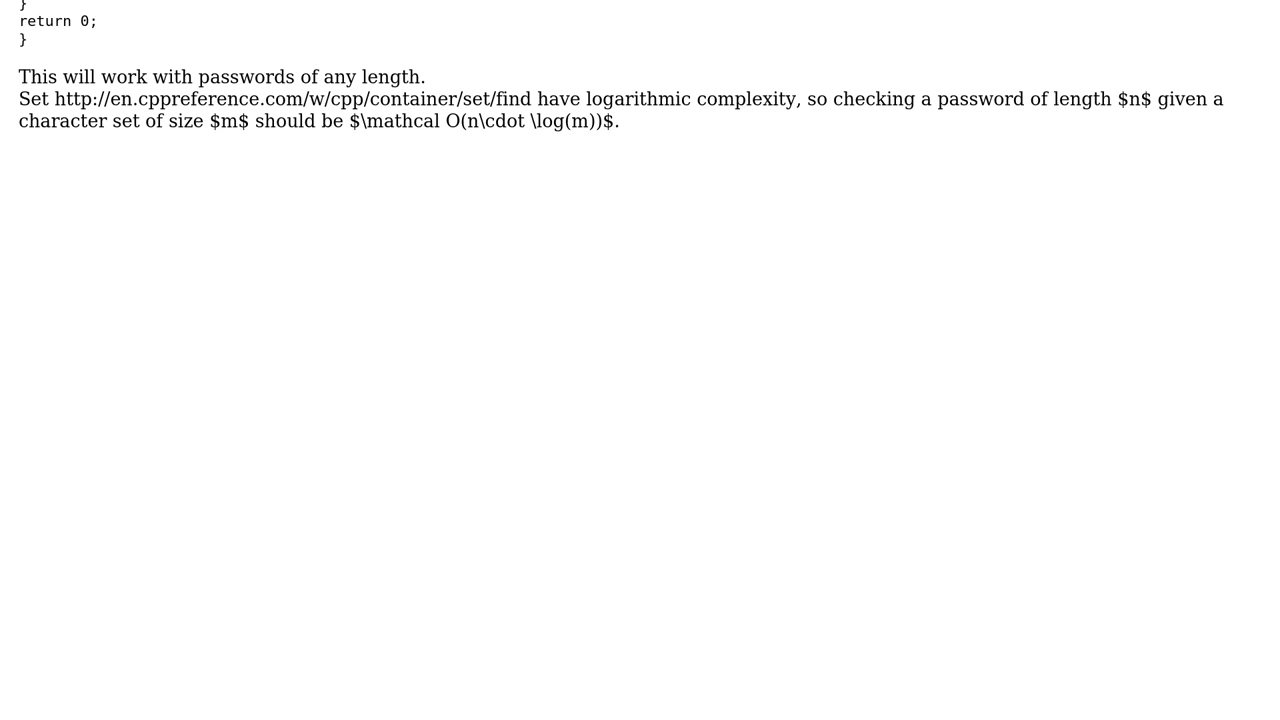 }
return 0;
}
This will work with passwords of any length.
Set http://en.cppreference.com/w/cpp/container/set/find have logarithmic complexity, so checking a password of length $n$ given a
character set of size $m$ should be $\mathcal O(n\cdot \log(m))$.